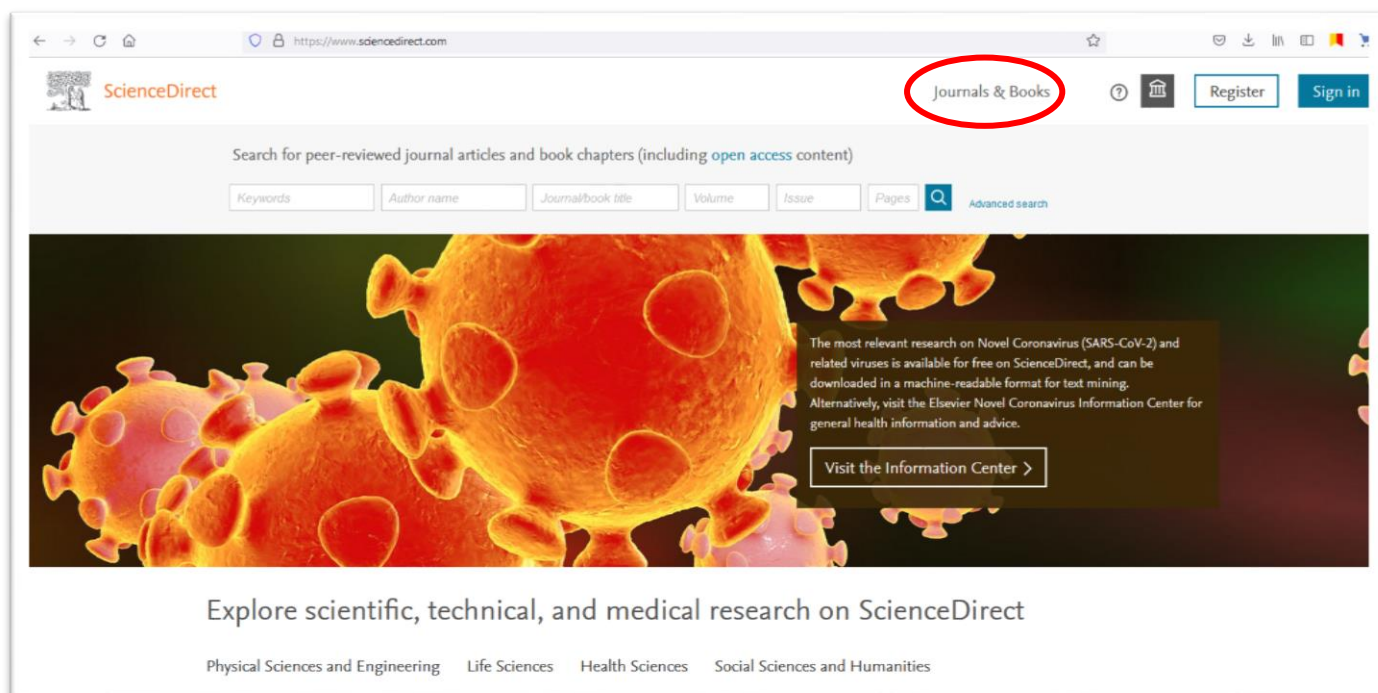 https://www.sciencedirect.com
ScienceDirect
Journals & Books
?
Register
Sign in
Search for peer-reviewed journal articles and book chapters (including open access content)
Keywords
Author name
Journal/book title
Volume
Issue
Pages
Advanced search
The most relevant research on Novel Coronavirus (SARS-CoV-2) and
related viruses is available for free on ScienceDirect, and can be
downloaded in a machine-readable format for text mining.
Alternatively, visit the Elsevier Novel Coronavirus Information Center for
general health information and advice.
Visit the Information Center >
Explore scientific, technical, and medical research on ScienceDirect
Physical Sciences and Engineering
Life Sciences
Health Sciences
Social Sciences and Humanities